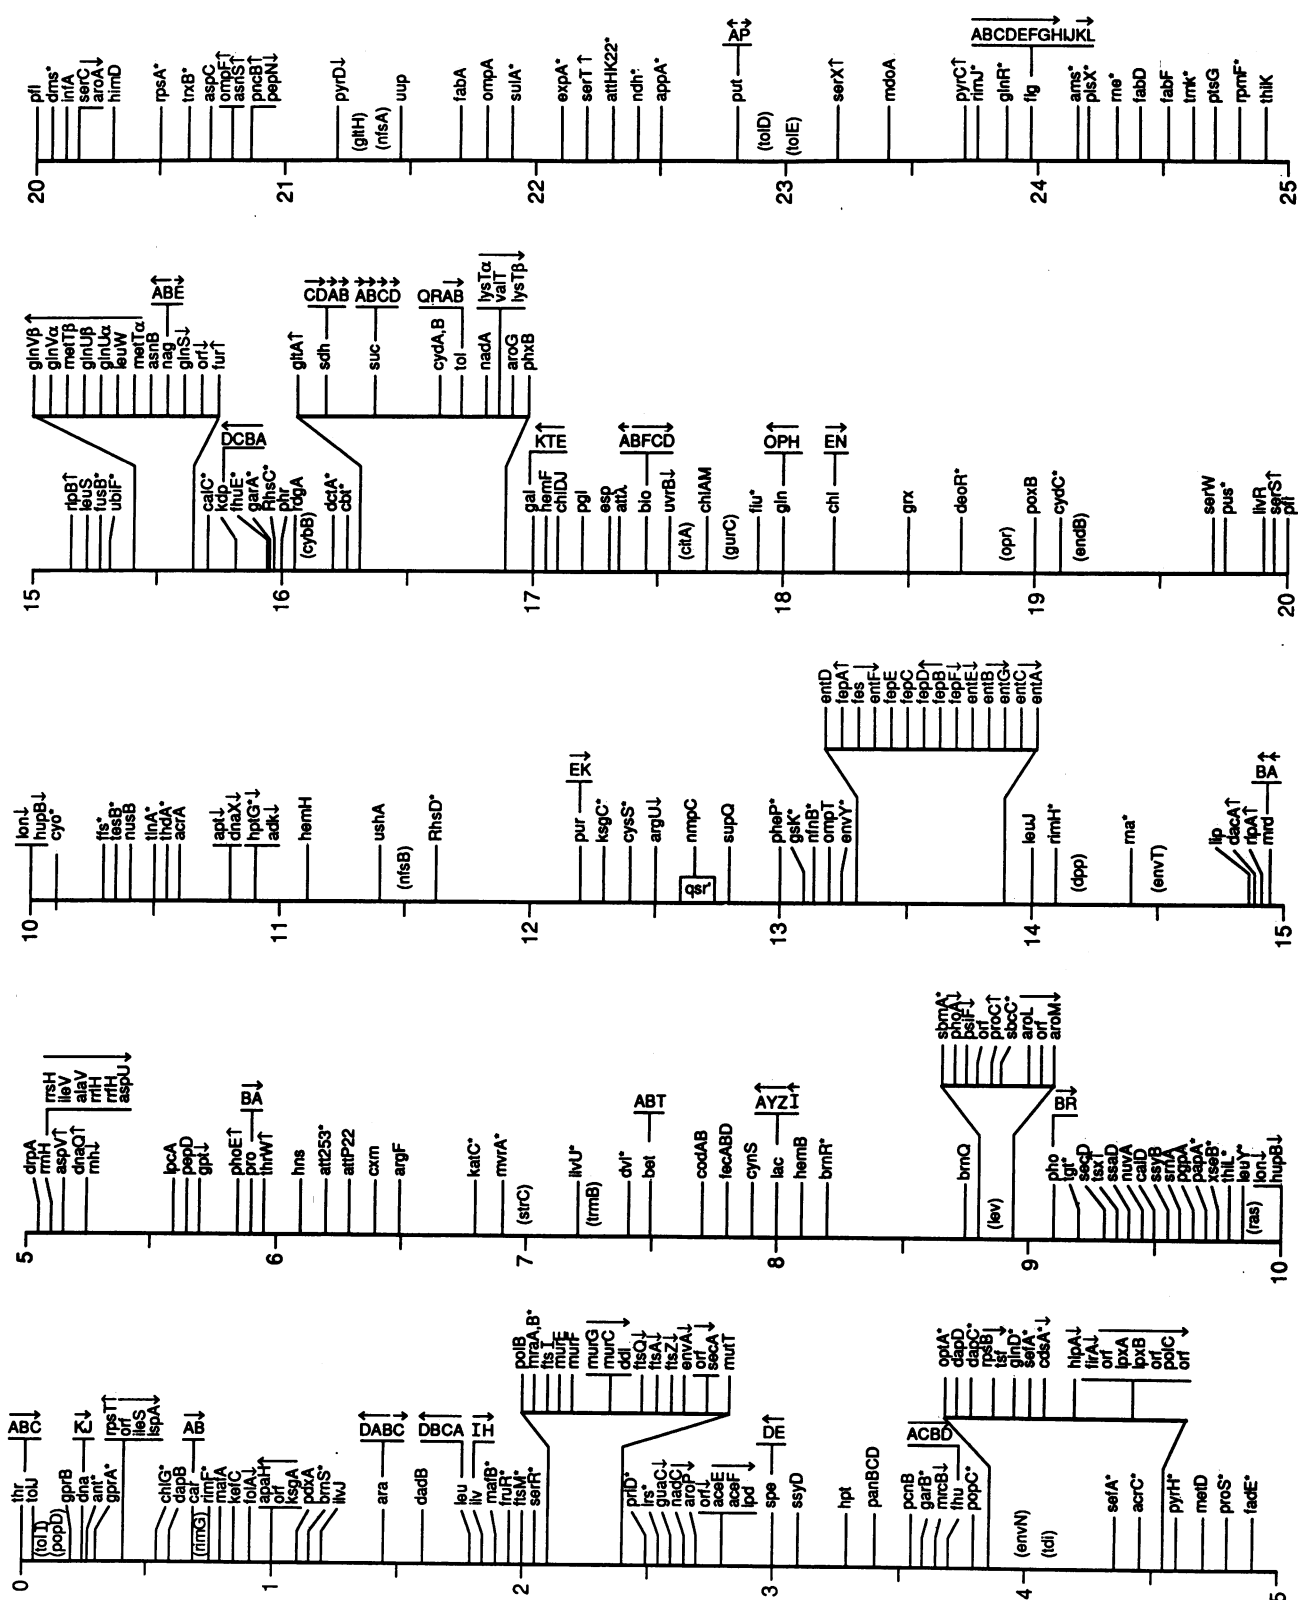 0
thr ABC
tolJ
(tol I)
(popD)
gprB
dna KJ
ant*
gprA*
rpsT
orf
ileS
lspA
chlG*
dapB
car AB
(rimG)
rimF*
mafA
kefC
folA
apaH
orf
ksgA
1
pdxA
brnS*
ilvJ
ara DABC
dadB
leu DBCA
ilv IH
mafB*
fruR*
ftsM*
serR*
2
polB
mraA,B*
fts I
murE
murF
murG
murC
ddl
ftsQ
ftsA
ftsZ
envA
orf
secA
mutT
prlD*
lrs*
guaC
nadC
aroP
orf
aceE
aceF
lpd
3
spe DE
ssyD
hpt
panBCD
pcnB
garB*
mrcB
fhu ACBD
popC*
4
(envN)
(tdi)
optA*
dapD
dapC*
rpsB
tsf
glnD*
sefA*
cdsA*
hlpA
firA
orf
lpxA
lpxB
orf
polC
orf
sefA*
acrC*
pyrH*
metD
proS*
fadE*
5
5
drpA
rrnH
rrsH
ileV
alaV
rrlH
rrfH
aspU
aspV
dnaQ
rnh
lpcA
pepD
gpt
phoE
pro BA
thrW
6
hns
att253*
attP22
cxm
argF
katC*
mvrA*
7
(strC)
ilvU*
(trmB)
dvl*
bet ABT
codAB
fecABD
cynS
8
lac AYZI
hemB
brnR*
brnQ
(lev)
sbmA*
phoA
psiF
orf
proC
sbcC*
aroL
orf
aroM
9
pho BR
tgt*
secD
tsx
ssaD
nuvA
calD
ssyB
srnA
pgpA
papA*
xseB*
thiL*
leuY*
(ras)
lon
hupB
10
10
lon
hupB
cyo*
ffs*
tesB*
nusB
tlnA*
thdA*
acrA
apt
dnaX
htpG*
adk
11
hemH
ushA
(nfsB)
RhsD*
12
pur EK
ksgC*
cysS*
argU
nmpC
qsr'
supQ
13
pheP*
gsK*
nfnB*
ompT
envY*
entD
fepA
fes
entF
fepE
fepC
fepD
fepB
fepF
entE
entB
entG
entC
entA
14
leuJ
rimH*
(dpp)
rna*
(envT)
lip
dacA
rlpA
mrd BA
15
15
rlpB
leuS
fusB*
ubiF*
glnVβ
glnVα
metTβ
glnUβ
glnUα
leuW
metTα
asnB
nag ABE
glnS
orf
fur
calC*
kdp DCBA
fhuE*
garA*
RhsC*
phr
16
rdgA
(cybB)
dctA*
cbt*
gltA
sdh CDAB
suc ABCD
cydA,B
tol QRAB
nadA
lysTα
valT
lysTβ
aroG
phxB
17
gal KTE
hemF
chlDJ
pgl
esp
attλ
bio ABFCD
uvrB
(citA)
chlAM
(gurC)
fiu*
18
gln OPH
chl EN
grx
deoR*
(opr)
19
poxB
cydC*
(endB)
serW
pus*
livR
serS
pfl
20
20
pfl
dms*
infA
serC
aroA
himD
rpsA*
trxB*
aspC
ompF
asnS
pncB
pepN
21
pyrD
(gltH)
(nfsA)
uup
fabA
ompA
sulA*
22
expA*
serT
attHK22*
ndh*
appA*
put AP
(tolD)
23
(tolE)
serX
mdoA
pyrC
rimJ*
glnR*
24
flg ABCDEFGHIJKL
ams*
plsX*
rne*
fabD
fabF
tmk*
ptsG
rpmF*
thiK
25